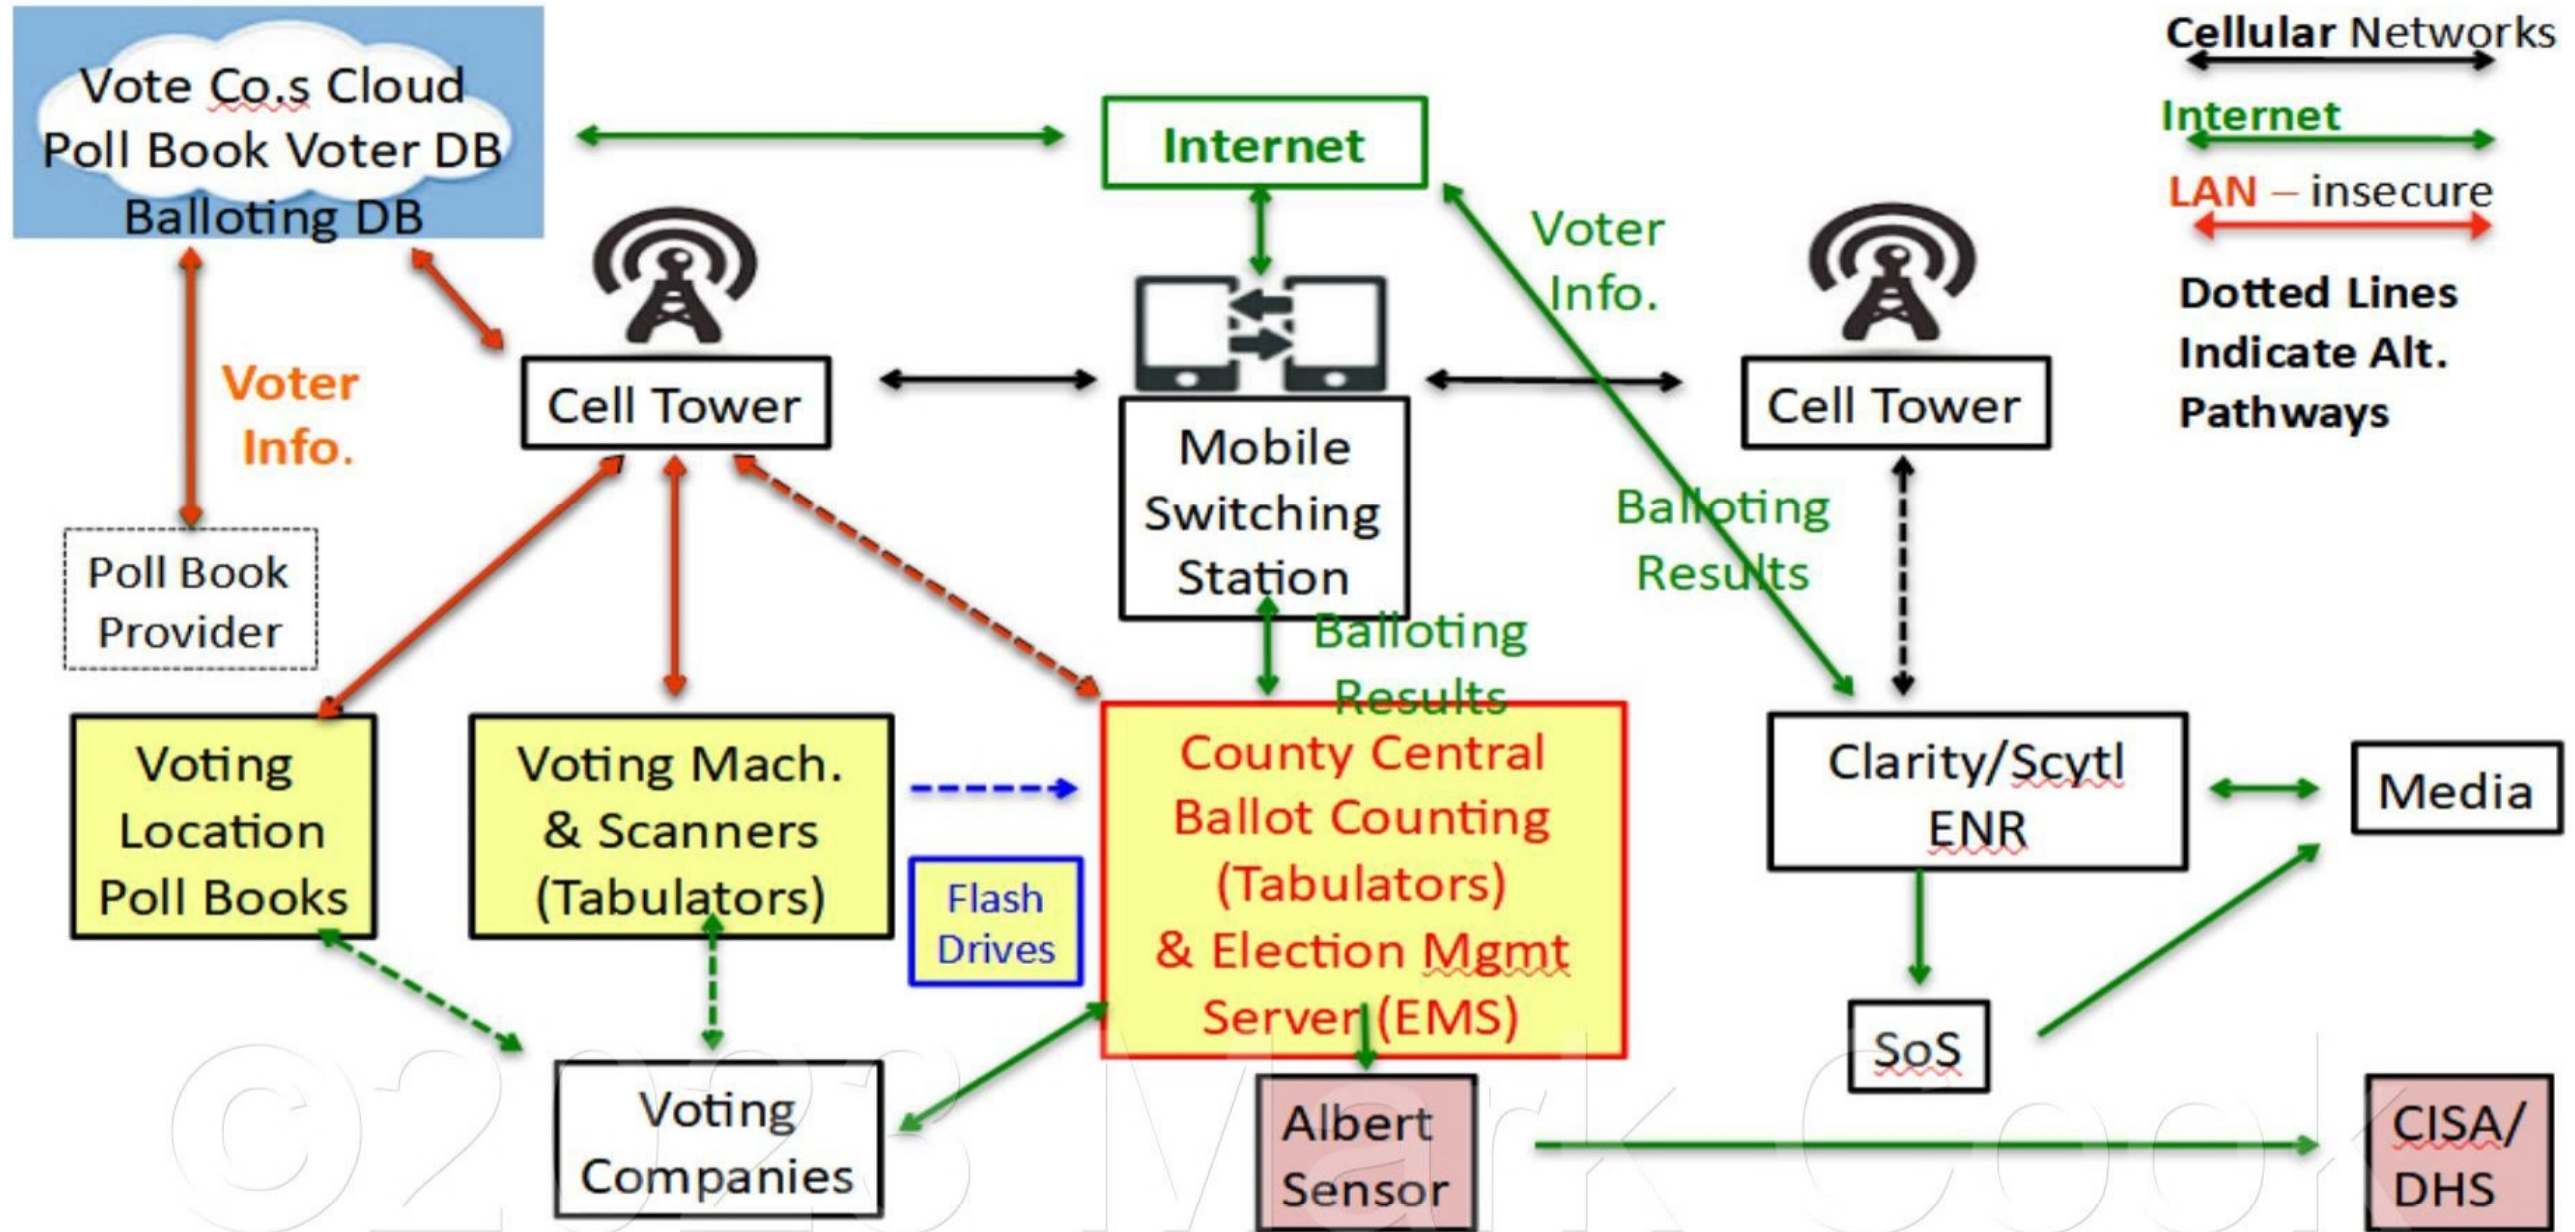 Vote Co.s Cloud
Poll Book Voter DB
Balloting DB
Internet
Cellular Networks
Internet
LAN – insecure
Dotted Lines
Indicate Alt.
Pathways
Voter
Info.
Voter
Info.
Cell Tower
Mobile
Switching
Station
Cell Tower
Balloting
Results
Balloting
Results
Poll Book
Provider
Voting
Location
Poll Books
Voting Mach.
& Scanners
(Tabulators)
Flash
Drives
County Central
Ballot Counting
(Tabulators)
& Election Mgmt
Server (EMS)
Clarity/Scytl
ENR
Media
SoS
Voting
Companies
Albert
Sensor
CISA/
DHS
©2023 Mark Cook